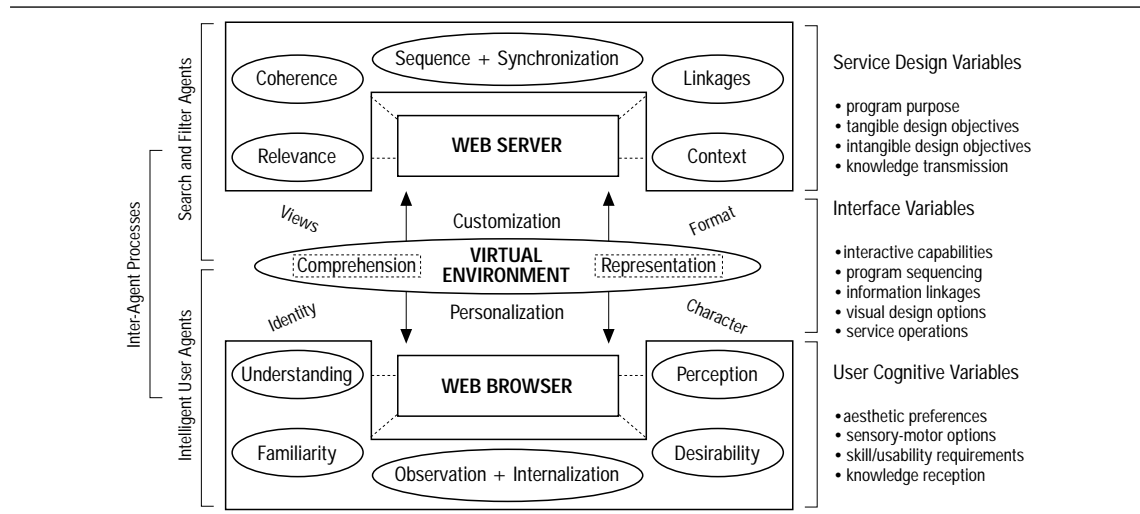 Inter-Agent Processes
Search and Filter Agents
Intelligent User Agents
Sequence + Synchronization
Coherence
Linkages
WEB SERVER
Relevance
Context
Views
Customization
Format
Comprehension
VIRTUAL
ENVIRONMENT
Representation
Identity
Personalization
Character
Understanding
WEB BROWSER
Perception
Familiarity
Desirability
Observation + Internalization
Service Design Variables
• program purpose
• tangible design objectives
• intangible design objectives
• knowledge transmission
Interface Variables
•interactive capabilities
• program sequencing
• information linkages
• visual design options
• service operations
User Cognitive Variables
•aesthetic preferences
• sensory-motor options
• skill/usability requirements
• knowledge reception